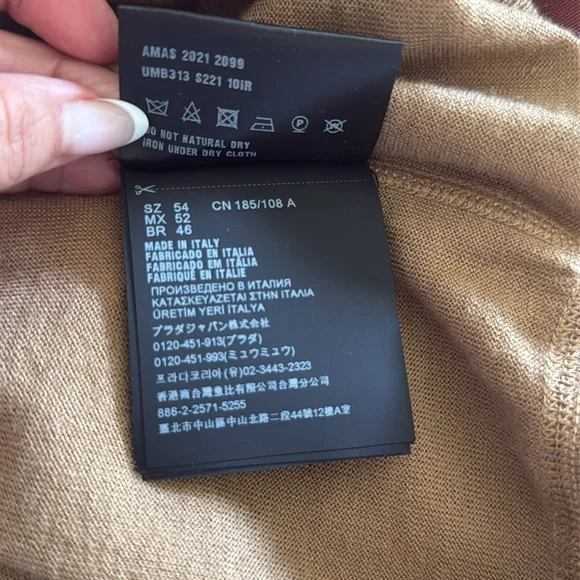 AMAS 2021 2099
UMB313 S221 10IR
DO NOT NATURAL DRY
IRON UNDER DRY CLOTH
SZ 54 CN 185/108 A
MX 52
BR 46
MADE IN ITALY
FABRICADO EN ITALIA
FABRICADO EM ITÁLIA
FABRIQUÉ EN ITALIE
ПРОИЗВЕДЕНО В ИТАЛИЯ
ΚΑΤΑΣΚΕΥΑΖΕΤΑΙ ΣΤΗΝ ΙΤΑΛΙΑ
ÜRETİM YERİ İTALYA
プラダジャパン株式会社
0120-451-913(プラダ)
0120-451-993(ミュウミュウ)
프라다코리아 (유)02-3443-2323
香港商台灣魚比有限公司台灣分公司
886-2-2571-5255
臺北市中山區中山北路二段44號12樓A室